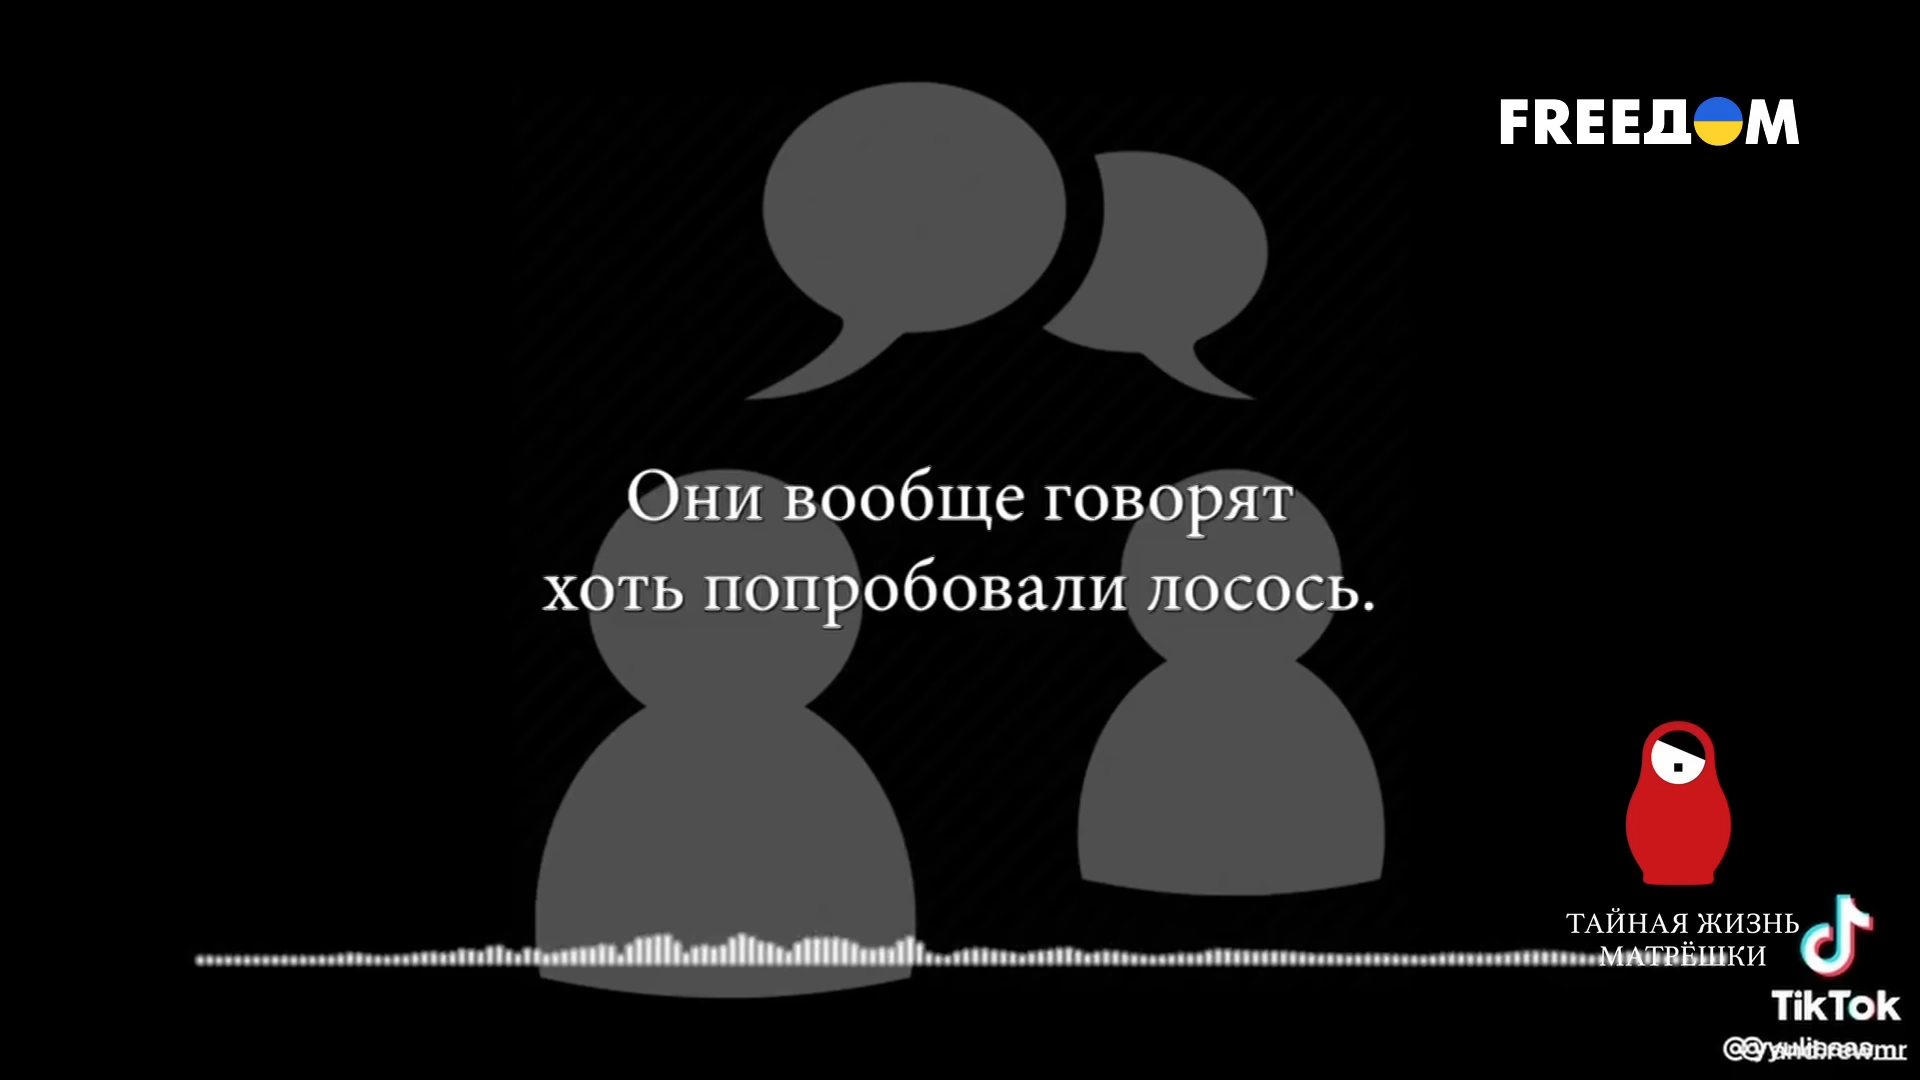 FREEДOM
Они вообще говорят
хоть попробовали лосось.
ТАЙНАЯ ЖИЗНЬ
МАТРЁШКИ
TikTok